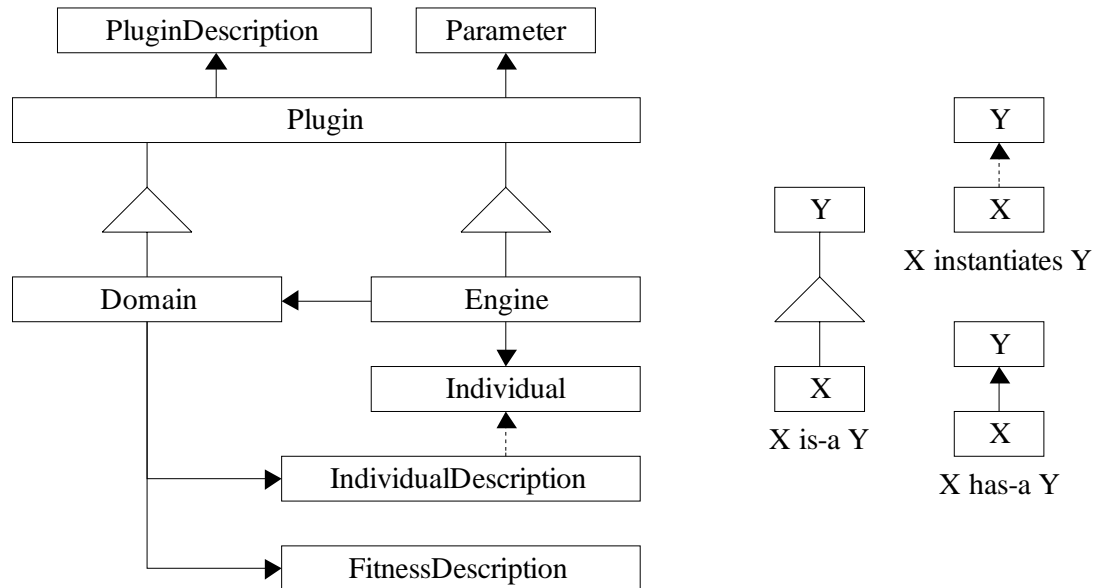 PluginDescription
Parameter
Plugin
Domain
Engine
Individual
IndividualDescription
FitnessDescription
Y
X
X is-a Y
Y
X
X instantiates Y
Y
X
X has-a Y